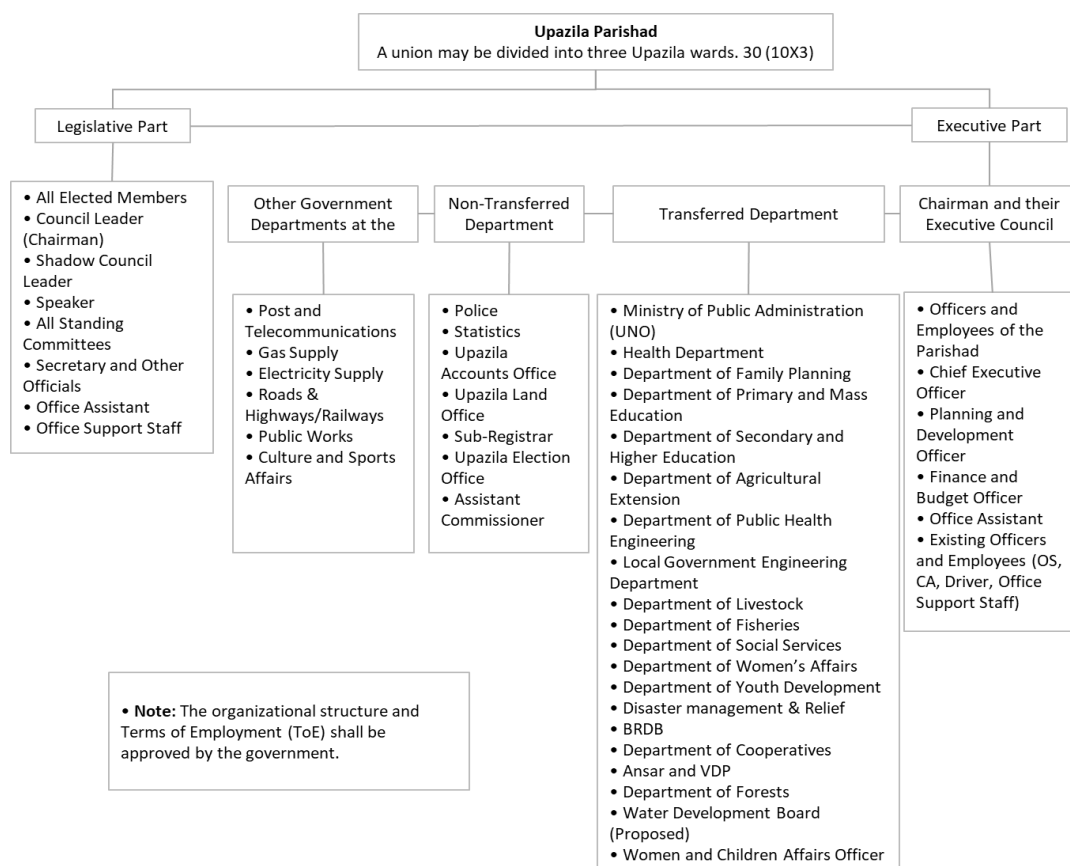 Upazila Parishad
A union may be divided into three Upazila wards. 30 (10X3)
Legislative Part
Executive Part
• All Elected Members
• Council Leader
(Chairman)
• Shadow Council
Leader
• Speaker
• All Standing
Committees
• Secretary and Other
Officials
• Office Assistant
• Office Support Staff
Other Government
Departments at the
Non-Transferred
Department
Transferred Department
Chairman and their
Executive Council
• Post and
Telecommunications
• Gas Supply
• Electricity Supply
• Roads &
Highways/Railways
• Public Works
• Culture and Sports
Affairs
• Police
• Statistics
• Upazila
Accounts Office
• Upazila Land
Office
• Sub-Registrar
• Upazila Election
Office
• Assistant
Commissioner
• Ministry of Public Administration
(UNO)
• Health Department
• Department of Family Planning
• Department of Primary and Mass
Education
• Department of Secondary and
Higher Education
• Department of Agricultural
Extension
• Department of Public Health
Engineering
• Local Government Engineering
Department
• Department of Livestock
• Department of Fisheries
• Department of Social Services
• Department of Women’s Affairs
• Department of Youth Development
• Disaster management & Relief
• BRDB
• Department of Cooperatives
• Ansar and VDP
• Department of Forests
• Water Development Board
(Proposed)
• Women and Children Affairs Officer
• Officers and
Employees of the
Parishad
• Chief Executive
Officer
• Planning and
Development
Officer
• Finance and
Budget Officer
• Office Assistant
• Existing Officers
and Employees (OS,
CA, Driver, Office
Support Staff)
• Note: The organizational structure and
Terms of Employment (ToE) shall be
approved by the government.